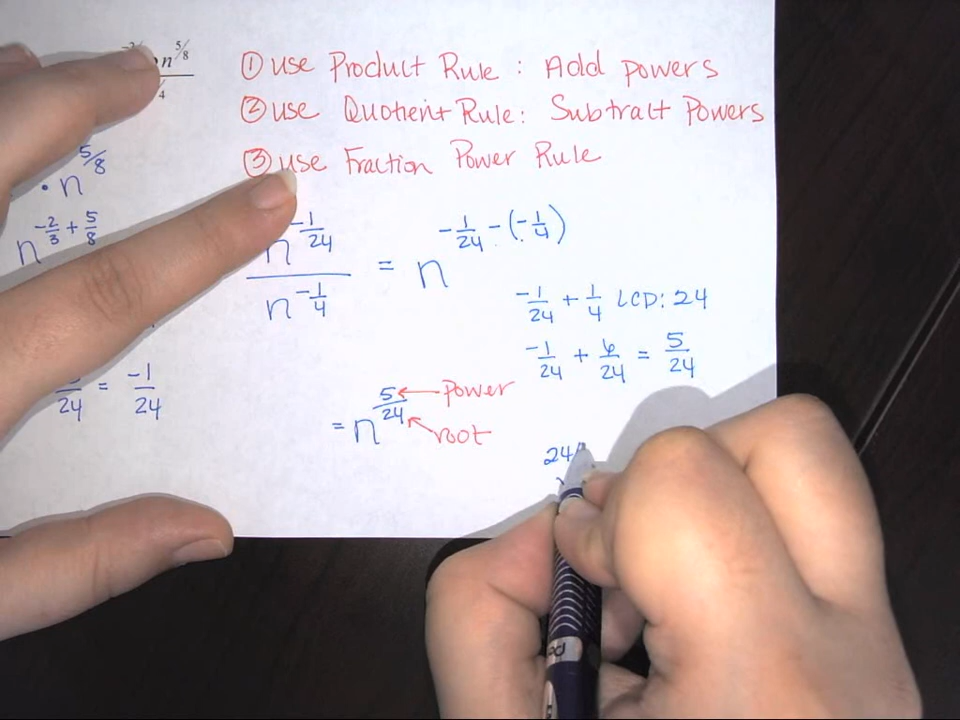 n^5/8
4
① Use Product Rule : Add powers
② Use Quotient Rule: Subtract Powers
③ Use Fraction Power Rule
· n^5/8
n^(-2/3 + 5/8)
/24 = -1/24
n^(-1/24) / n^(-1/4) = n^(-1/24 - (-1/4))
-1/24 + 1/4 LCD: 24
-1/24 + 6/24 = 5/24
= n^(5/24) ← power
← root
24